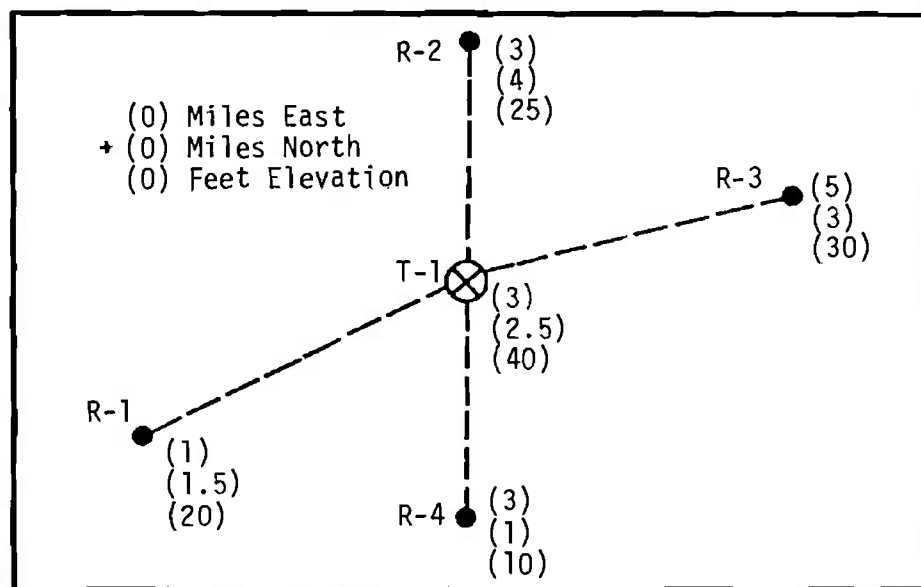 R-2
(3)
(4)
(25)
(0) Miles East
+ (0) Miles North
(0) Feet Elevation
R-3
(5)
(3)
(30)
T-1
(3)
(2.5)
(40)
R-1
(1)
(1.5)
(20)
R-4
(3)
(1)
(10)